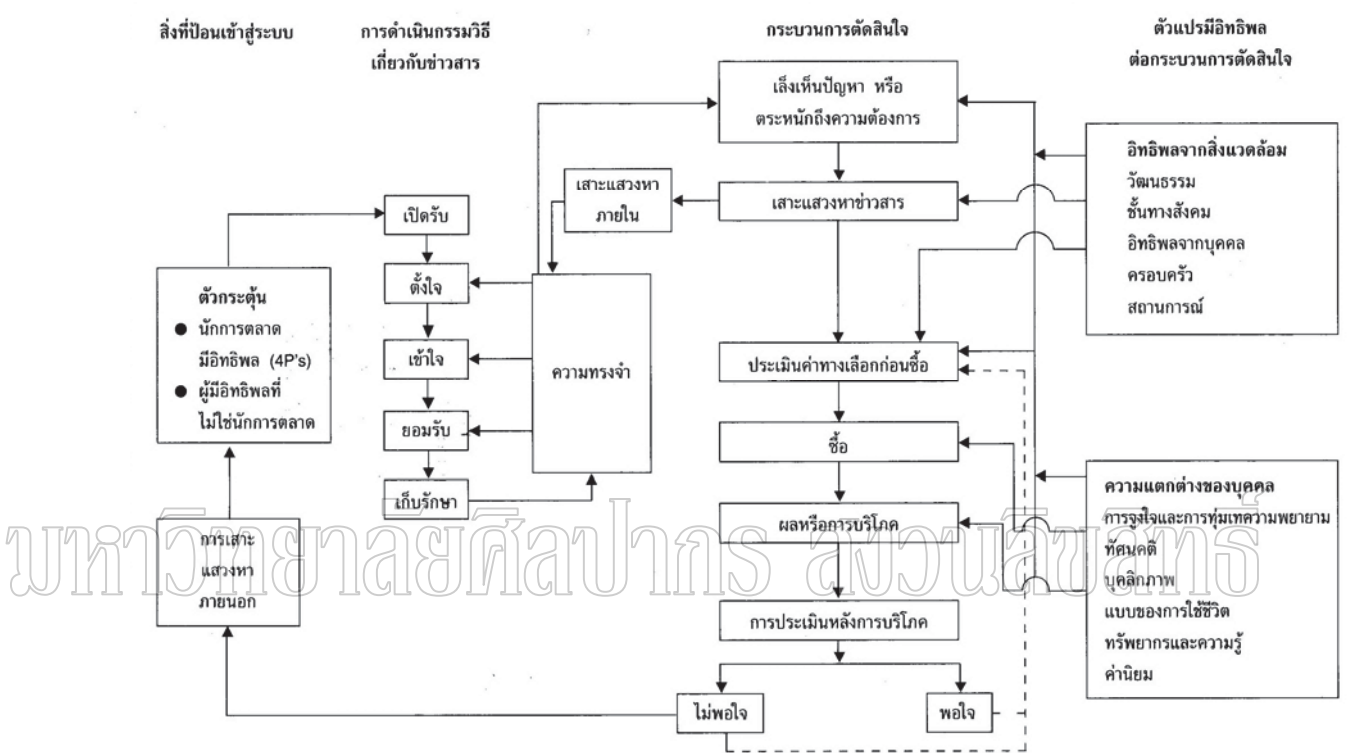 สิ่งที่ป้อนเข้าสู่ระบบ
การดำเนินกรรมวิธี
เกี่ยวกับข่าวสาร
กระบวนการตัดสินใจ
ตัวแปรมีอิทธิพล
ต่อกระบวนการตัดสินใจ
เล็งเห็นปัญหา หรือ
ตระหนักถึงความต้องการ
เสาะแสวงหา
ภายใน
เสาะแสวงหาข่าวสาร
เปิดรับ
ตั้งใจ
เข้าใจ
ยอมรับ
เก็บรักษา
ความทรงจำ
ตัวกระตุ้น
● นักการตลาด
มีอิทธิพล (4P's)
● ผู้มีอิทธิพลที่
ไม่ใช่นักการตลาด
การเสาะ
แสวงหา
ภายนอก
ประเมินค่าทางเลือกก่อนซื้อ
ซื้อ
ผลหรือการบริโภค
การประเมินหลังการบริโภค
ไม่พอใจ
พอใจ
อิทธิพลจากสิ่งแวดล้อม
วัฒนธรรม
ชั้นทางสังคม
อิทธิพลจากบุคคล
ครอบครัว
สถานการณ์
ความแตกต่างของบุคคล
การจูงใจและการทุ่มเทความพยายาม
ทัศนคติ
บุคลิกภาพ
แบบของการใช้ชีวิต
ทรัพยากรและความรู้
ค่านิยม
มหาวิทยาลัยศิลปากร สงวนลิขสิทธิ์